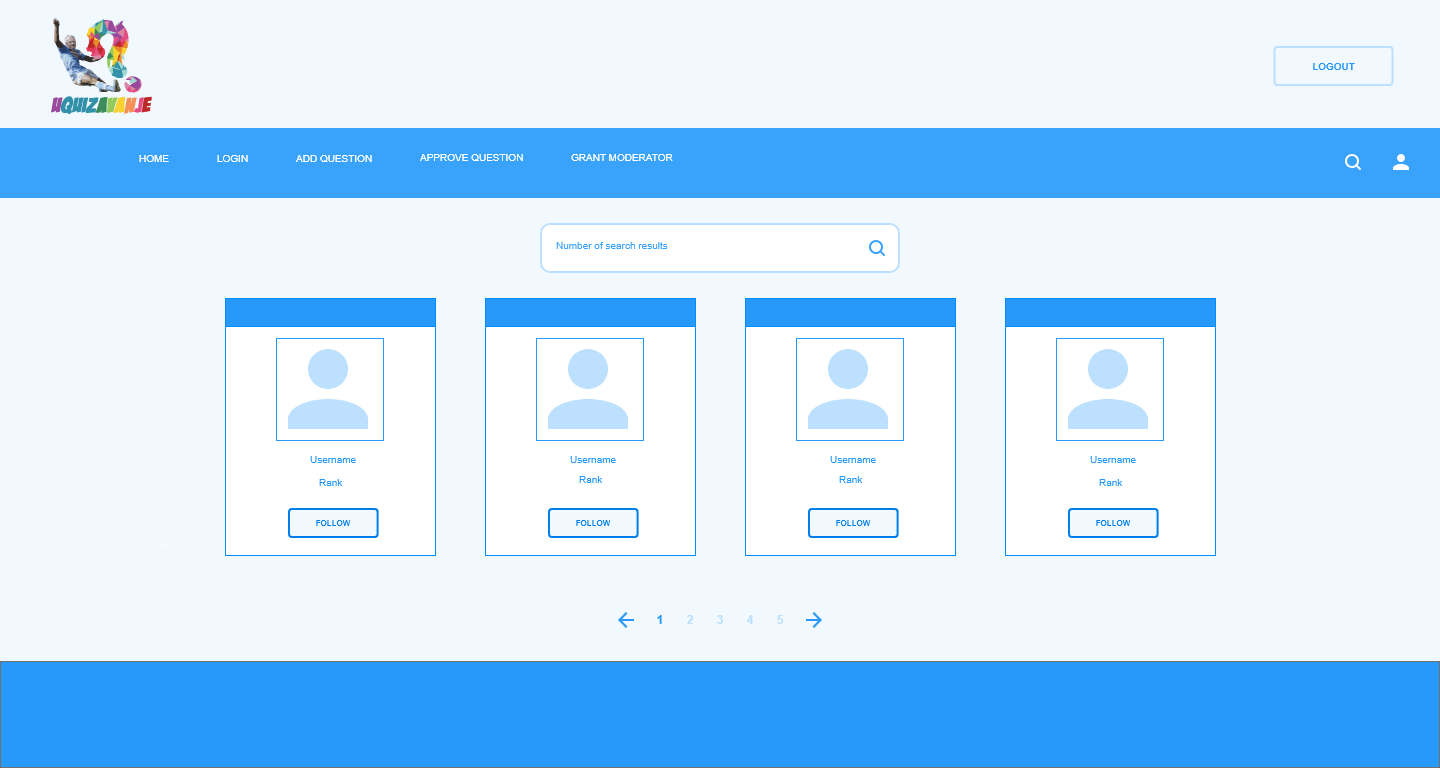 UQUIZAVANJE
LOGOUT
HOME
LOGIN
ADD QUESTION
APPROVE QUESTION
GRANT MODERATOR
Number of search results
Username
Rank
FOLLOW
Username
Rank
FOLLOW
Username
Rank
FOLLOW
Username
Rank
FOLLOW
1 2 3 4 5